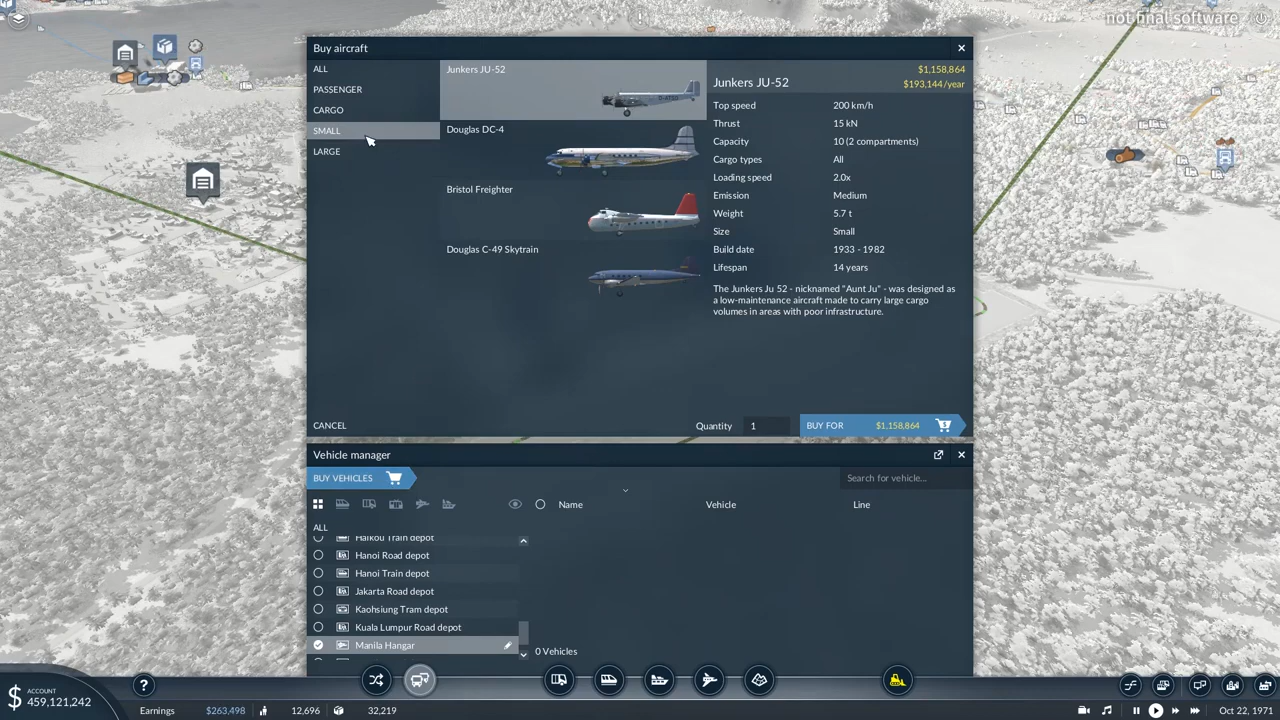 not final software
Buy aircraft
ALL
PASSENGER
CARGO
SMALL
LARGE
Junkers JU-52
Douglas DC-4
Bristol Freighter
Douglas C-49 Skytrain
$1,158,864
Junkers JU-52
$193,144/year
Top speed 200 km/h
Thrust 15 kN
Capacity 10 (2 compartments)
Cargo types All
Loading speed 2.0x
Emission Medium
Weight 5.7 t
Size Small
Build date 1933 - 1982
Lifespan 14 years
The Junkers Ju 52 - nicknamed "Aunt Ju" - was designed as
a low-maintenance aircraft made to carry large cargo
volumes in areas with poor infrastructure.
CANCEL
Quantity 1
BUY FOR $1,158,864
Vehicle manager
BUY VEHICLES
Search for vehicle...
Name Vehicle Line
ALL
Haikou Train depot
Hanoi Road depot
Hanoi Train depot
Jakarta Road depot
Kaohsiung Tram depot
Kuala Lumpur Road depot
Manila Hangar
0 Vehicles
$ ACCOUNT
459,121,242
?
Earnings $263,498 12,696 32,219
Oct 22, 1971